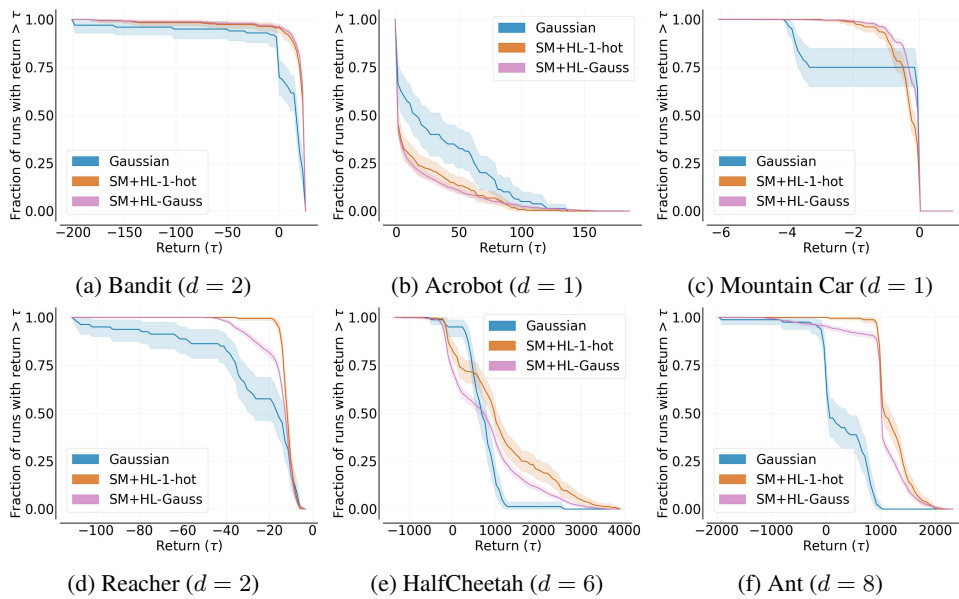 Fraction of runs with return > τ
1.00
0.75
0.50
0.25
0.00
Gaussian
SM+HL-1-hot
SM+HL-Gauss
−200 −150 −100 −50 0
Return (τ)
(a) Bandit (d = 2)
Fraction of runs with return > τ
1.00
0.75
0.50
0.25
0.00
Gaussian
SM+HL-1-hot
SM+HL-Gauss
0 50 100 150
Return (τ)
(b) Acrobot (d = 1)
Fraction of runs with return > τ
1.00
0.75
0.50
0.25
0.00
Gaussian
SM+HL-1-hot
SM+HL-Gauss
−6 −4 −2 0
Return (τ)
(c) Mountain Car (d = 1)
Fraction of runs with return > τ
1.00
0.75
0.50
0.25
0.00
Gaussian
SM+HL-1-hot
SM+HL-Gauss
−100 −80 −60 −40 −20 0
Return (τ)
(d) Reacher (d = 2)
Fraction of runs with return > τ
1.00
0.75
0.50
0.25
0.00
Gaussian
SM+HL-1-hot
SM+HL-Gauss
−1000 0 1000 2000 3000 4000
Return (τ)
(e) HalfCheetah (d = 6)
Fraction of runs with return > τ
1.00
0.75
0.50
0.25
0.00
Gaussian
SM+HL-1-hot
SM+HL-Gauss
−2000 −1000 0 1000 2000
Return (τ)
(f) Ant (d = 8)